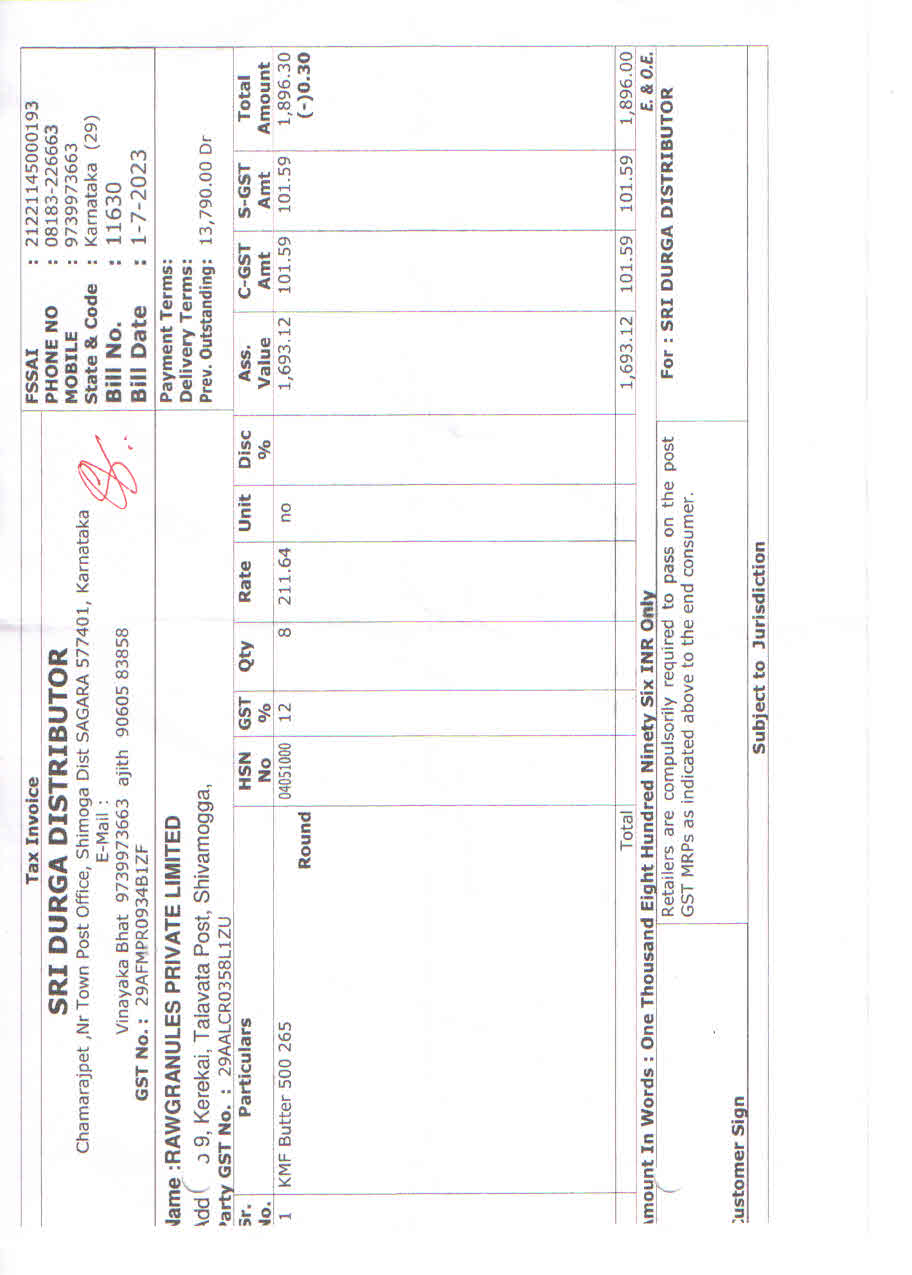 Tax Invoice
SRI DURGA DISTRIBUTOR
Chamarajpet ,Nr Town Post Office, Shimoga Dist SAGARA 577401, Karnataka
E-Mail :
Vinayaka Bhat 9739973663 ajith 90605 83858
GST No. : 29AFMPR0934B1ZF
FSSAI : 21221145000193
PHONE NO : 08183-226663
MOBILE : 9739973663
State & Code : Karnataka (29)
Bill No. : 11630
Bill Date : 1-7-2023
Name :RAWGRANULES PRIVATE LIMITED
Add 9, Kerekai, Talavata Post, Shivamogga,
Party GST No. : 29AALCR0358L1ZU
Payment Terms:
Delivery Terms:
Prev. Outstanding: 13,790.00 Dr
Sr. No. Particulars HSN No GST % Qty Rate Unit Disc % Ass. Value C-GST Amt S-GST Amt Total Amount
1 KMF Butter 500 265 04051000 12 8 211.64 no 1,693.12 101.59 101.59 1,896.30
Round (-)0.30
Total 1,693.12 101.59 101.59 1,896.00
Amount In Words : One Thousand Eight Hundred Ninety Six INR Only E. & O.E.
Retailers are compulsorily required to pass on the post
GST MRPs as indicated above to the end consumer.
For : SRI DURGA DISTRIBUTOR
Customer Sign
Subject to Jurisdiction